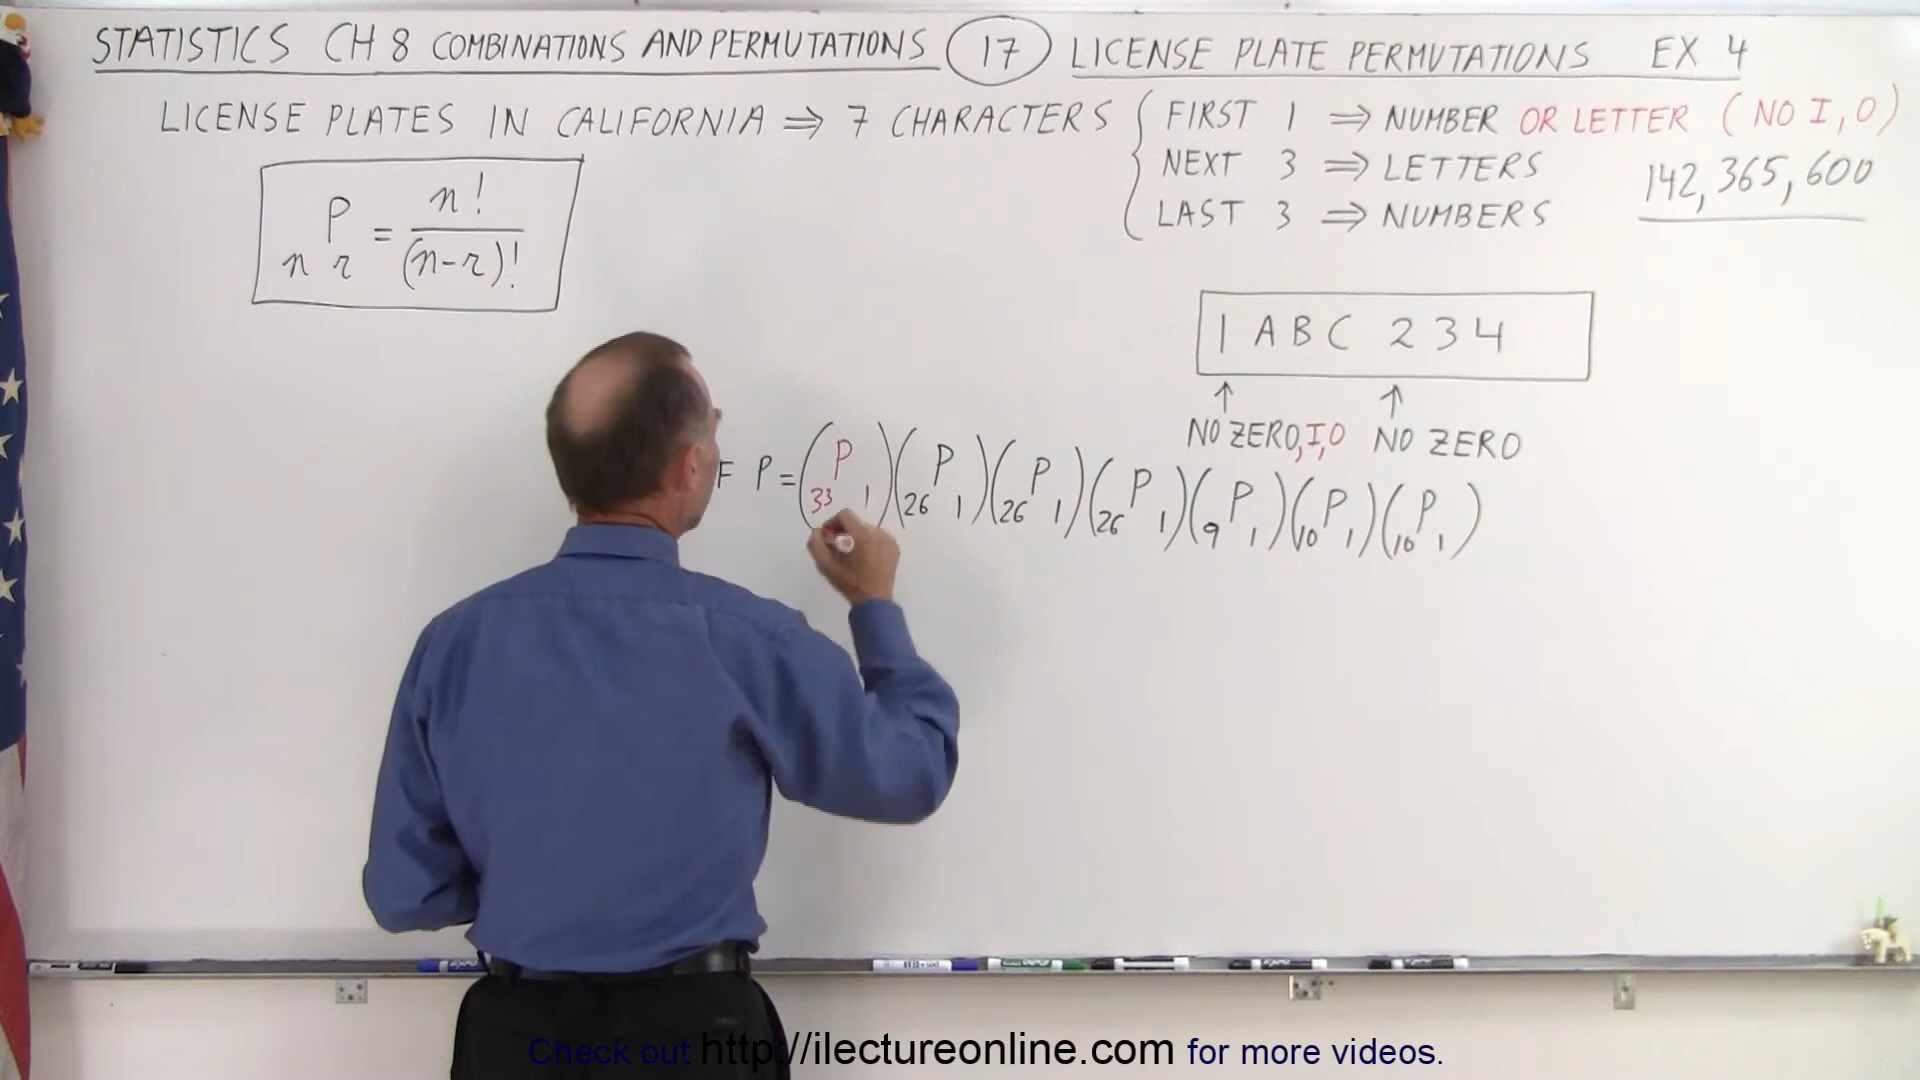 STATISTICS CH 8 COMBINATIONS AND PERMUTATIONS 17 LICENSE PLATE PERMUTATIONS EX 4
LICENSE PLATES IN CALIFORNIA ⇒ 7 CHARACTERS { FIRST 1 ⇒ NUMBER OR LETTER (NO I, O)
NEXT 3 ⇒ LETTERS
LAST 3 ⇒ NUMBERS
142,365,600
nPr = n! / (n-r)!
1 ABC 234
↑ ↑
NO ZERO, I, O NO ZERO
F P = (33P1)(26P1)(26P1)(26P1)(9P1)(10P1)(10P1)
Check out http://ilectureonline.com for more videos.